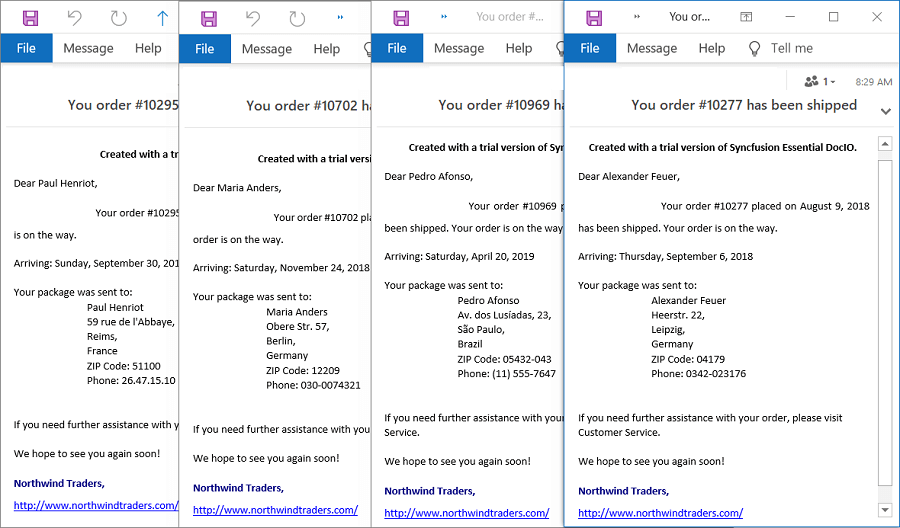 File Message Help
You order #10295
Created with a tr
Dear Paul Henriot,
Your order #10295
is on the way.
Arriving: Sunday, September 30, 201
Your package was sent to:
Paul Henriot
59 rue de l'Abbaye,
Reims,
France
ZIP Code: 51100
Phone: 26.47.15.10
If you need further assistance with y
We hope to see you again soon!
Northwind Traders,
http://www.northwindtraders.com/
File Message Help
You order #10702 ha
Created with a trial versi
Dear Maria Anders,
Your order #10702 pla
order is on the way.
Arriving: Saturday, November 24, 2018
Your package was sent to:
Maria Anders
Obere Str. 57,
Berlin,
Germany
ZIP Code: 12209
Phone: 030-0074321
If you need further assistance with you
We hope to see you again soon!
Northwind Traders,
http://www.northwindtraders.com/
You order #...
File Message Help
You order #10969 ha
Created with a trial version of Syn
Dear Pedro Afonso,
Your order #10969 p
been shipped. Your order is on the way
Arriving: Saturday, April 20, 2019
Your package was sent to:
Pedro Afonso
Av. dos Lusíadas, 23,
São Paulo,
Brazil
ZIP Code: 05432-043
Phone: (11) 555-7647
If you need further assistance with your
Service.
We hope to see you again soon!
Northwind Traders,
http://www.northwindtraders.com/
You or...
File Message Help Tell me
1
8:29 AM
You order #10277 has been shipped
Created with a trial version of Syncfusion Essential DocIO.
Dear Alexander Feuer,
Your order #10277 placed on August 9, 2018
has been shipped. Your order is on the way.
Arriving: Thursday, September 6, 2018
Your package was sent to:
Alexander Feuer
Heerstr. 22,
Leipzig,
Germany
ZIP Code: 04179
Phone: 0342-023176
If you need further assistance with your order, please visit
Customer Service.
We hope to see you again soon!
Northwind Traders,
http://www.northwindtraders.com/